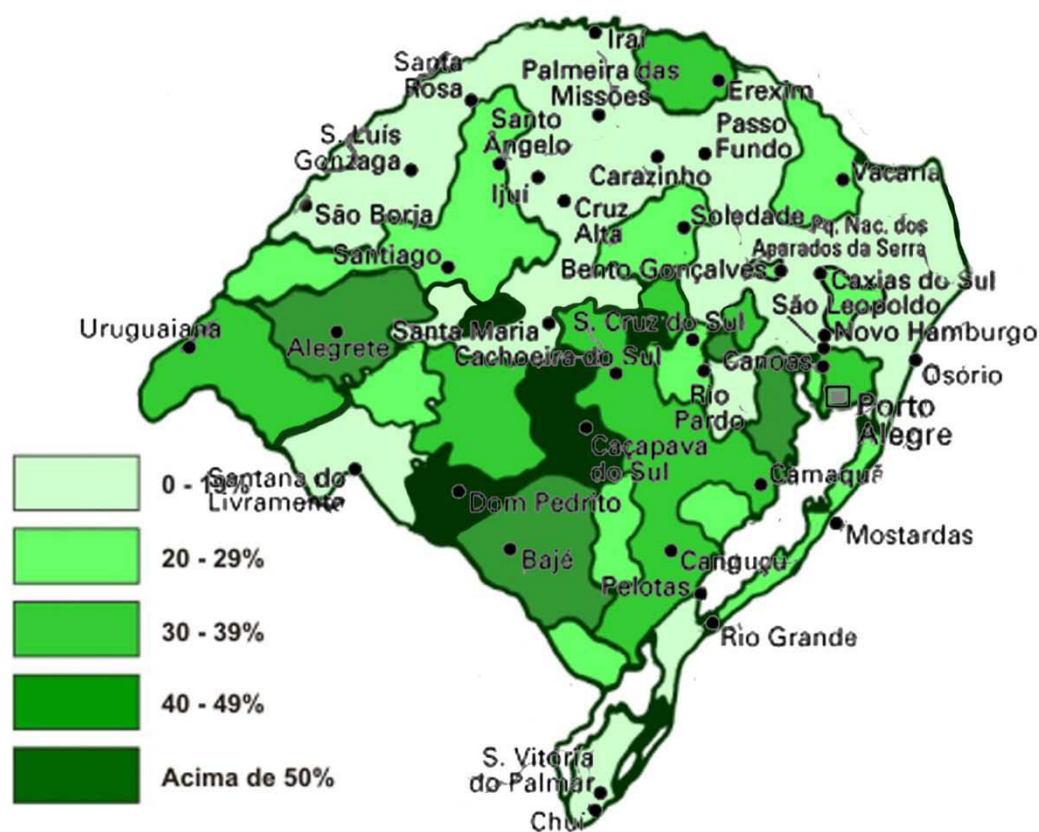 Iraí
Santa
Rosa
Palmeira das
Missões
Erexim
S. Luís
Gonzaga
Santo
Ângelo
Passo
Fundo
Carazinho
Ijuí
Vacaria
São Borja
Cruz
Alta
Soledade
Pq. Nac. dos
Aparados da Serra
Santiago
Bento Gonçalves
Caxias do Sul
São Leopoldo
Uruguaiana
Alegrete
Santa Maria
S. Cruz do Sul
Novo Hamburgo
Cachoeira do Sul
Canoas
Osório
Rio
Pardo
Porto
Alegre
Caçapava
do Sul
Santana do
Livramento
Dom Pedrito
Camaquã
Mostardas
Bajé
Canguçu
Pelotas
Rio Grande
S. Vitória
do Palmar
Chuí
0 - 19%
20 - 29%
30 - 39%
40 - 49%
Acima de 50%